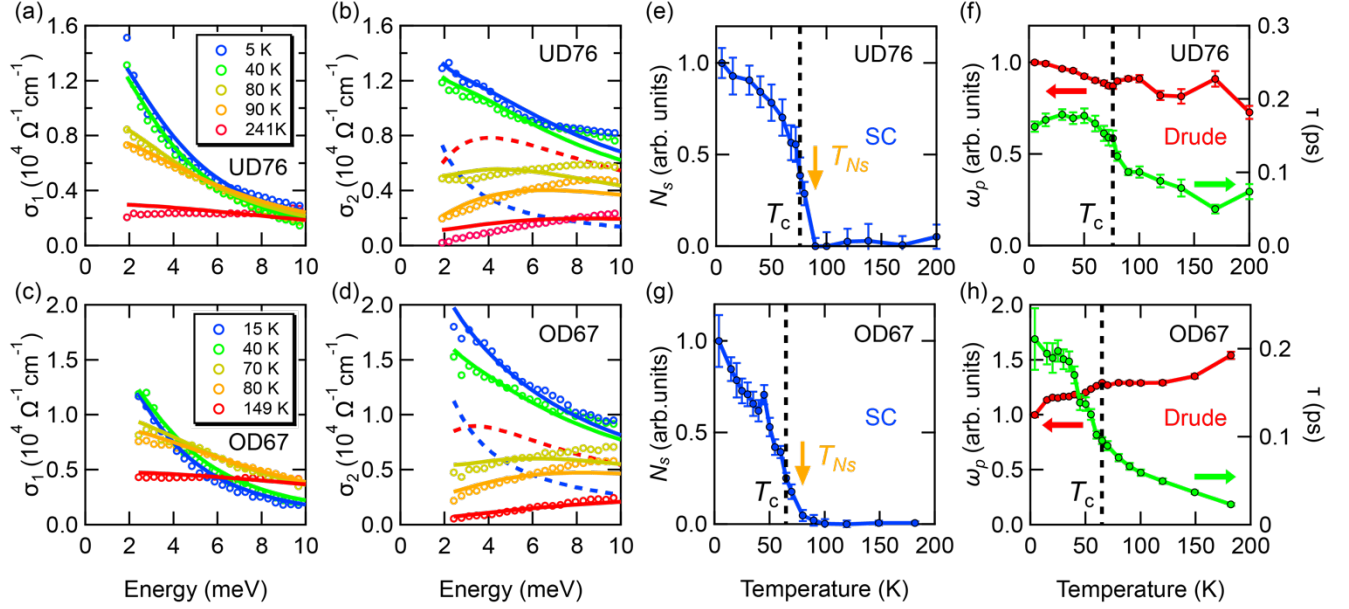 (a)
σ1 (10⁴ Ω⁻¹ cm⁻¹)
1.6
1.2
0.8
0.4
0.0
5 K
40 K
80 K
90 K
241K
UD76
0 2 4 6 8 10
(b)
σ2 (10⁴ Ω⁻¹ cm⁻¹)
1.6
1.2
0.8
0.4
0.0
UD76
0 2 4 6 8 10
(e)
Ns (arb. units)
1.0
0.5
0.0
UD76
SC
TNs
Tc
0 50 100 150 200
(f)
ωp (arb. units)
1.0
0.5
0.0
UD76
Drude
Tc
0.3
0.2
0.1
0.0
τ (ps)
0 50 100 150 200
(c)
σ1 (10⁴ Ω⁻¹ cm⁻¹)
2.0
1.5
1.0
0.5
0.0
15 K
40 K
70 K
80 K
149 K
OD67
0 2 4 6 8 10
Energy (meV)
(d)
σ2 (10⁴ Ω⁻¹ cm⁻¹)
2.0
1.5
1.0
0.5
0.0
OD67
0 2 4 6 8 10
Energy (meV)
(g)
Ns (arb.units)
1.0
0.5
0.0
OD67
SC
TNs
Tc
0 50 100 150 200
Temperature (K)
(h)
ωp (arb. units)
2.0
1.5
1.0
0.5
0.0
OD67
Drude
Tc
0.2
0.1
0
τ (ps)
0 50 100 150 200
Temperature (K)